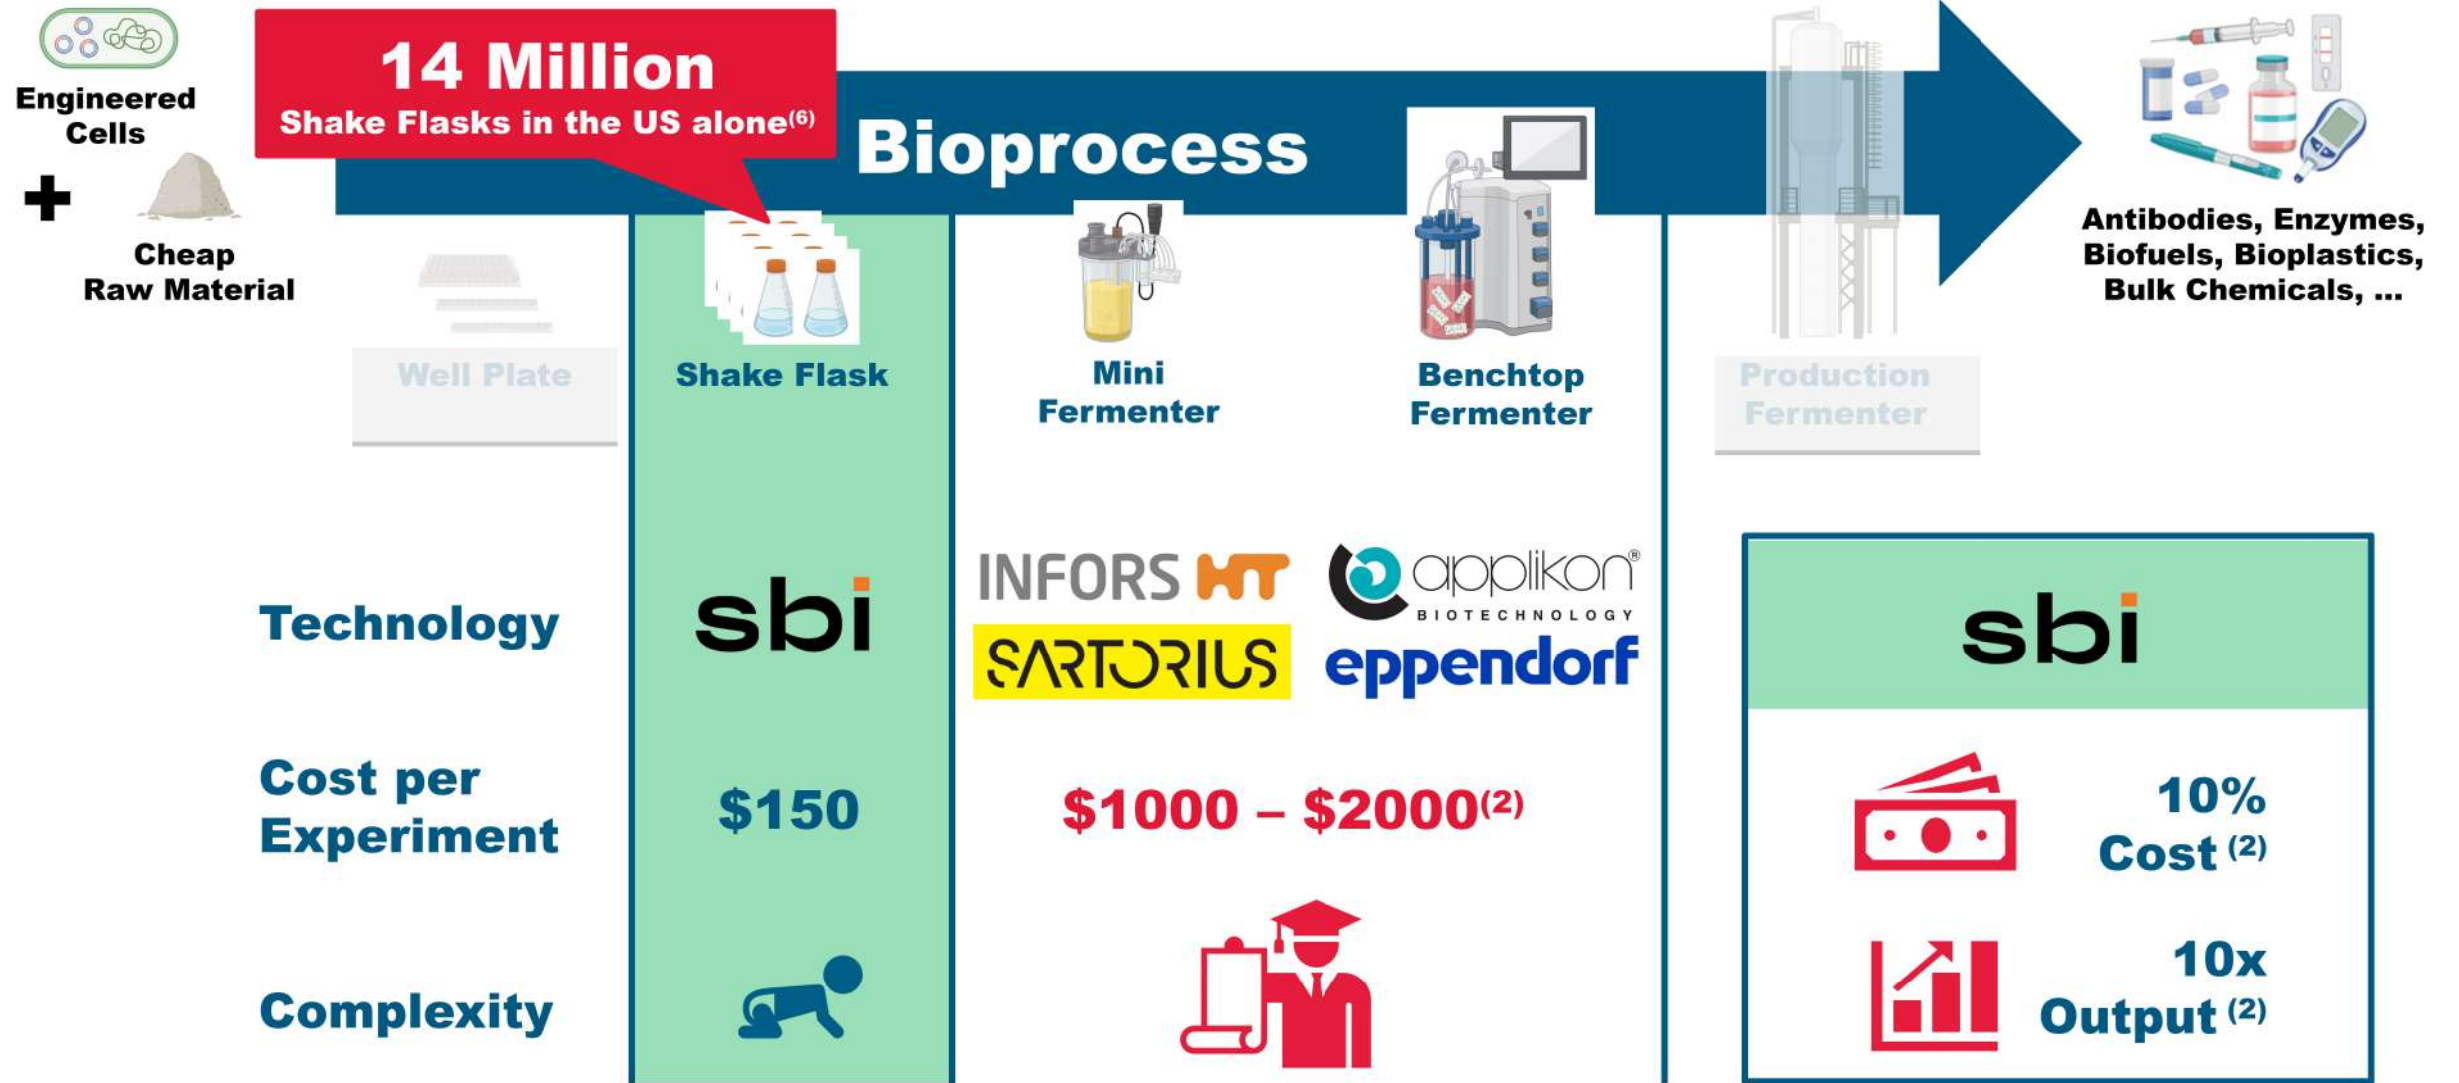 Engineered
Cells
Cheap
Raw Material
14 Million
Shake Flasks in the US alone(6)
Bioprocess
Antibodies, Enzymes,
Biofuels, Bioplastics,
Bulk Chemicals, ...
Well Plate
Shake Flask
Mini
Fermenter
Benchtop
Fermenter
Production
Fermenter
Technology
sbi
INFORS HT
applikon®
BIOTECHNOLOGY
SARTORIUS
eppendorf
sbi
Cost per
Experiment
$150
$1000 – $2000(2)
10%
Cost (2)
Complexity
10x
Output (2)